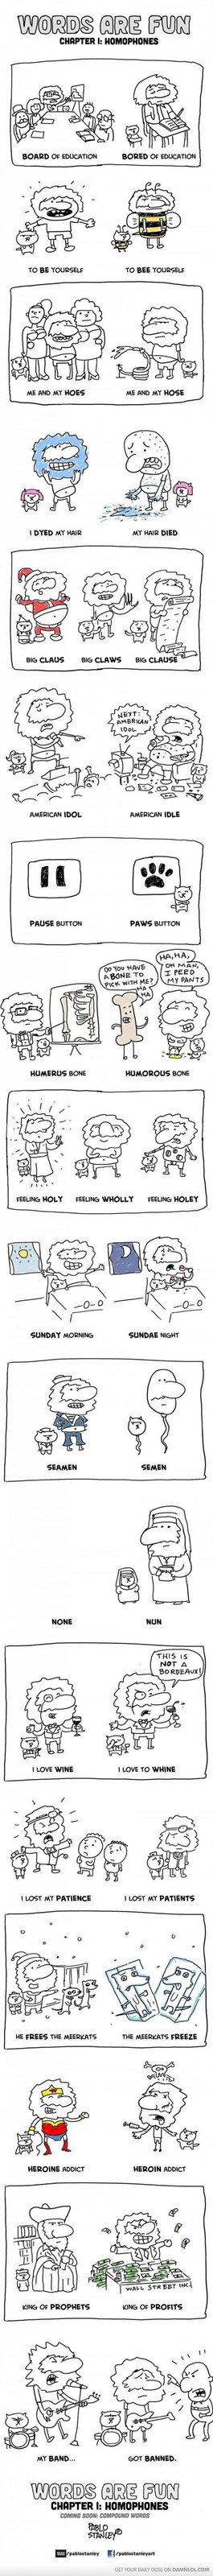 WORDS ARE FUN
CHAPTER I: HOMOPHONES
BOARD OF EDUCATION
BORED OF EDUCATION
TO BE YOURSELF
TO BEE YOURSELF
ME AND MY HOES
ME AND MY HOSE
I DYED MY HAIR
MY HAIR DIED
BIG CLAUS
BIG CLAWS
BIG CLAUSE
NEXT:
AMERICAN
IDOL
AMERICAN IDOL
AMERICAN IDLE
PAUSE BUTTON
PAWS BUTTON
DO YOU HAVE
A BONE TO
PICK WITH ME?
HA
HA
HA, HA,
OH MAN,
I PEED
MY PANTS
HUMERUS BONE
HUMOROUS BONE
FEELING HOLY
FEELING WHOLLY
FEELING HOLEY
SUNDAY MORNING
SUNDAE NIGHT
SEAMEN
SEMEN
NONE
NUN
THIS IS
NOT A
BORDEAUX!
I LOVE WINE
I LOVE TO WHINE
I LOST MY PATIENCE
I LOST MY PATIENTS
HE FREES THE MEERKATS
THE MEERKATS FREEZE
HEROINE ADDICT
HEROIN ADDICT
WALL STREET INC.
KING OF PROPHETS
KING OF PROFITS
MY BAND...
GOT BANNED.
WORDS ARE FUN
CHAPTER I: HOMOPHONES
COMING SOON: COMPOUND WORDS
PABLO
STANLEY
/pablostanley
/pablostanleyart
GET YOUR DAILY DOSE ON DAMNLOL.COM